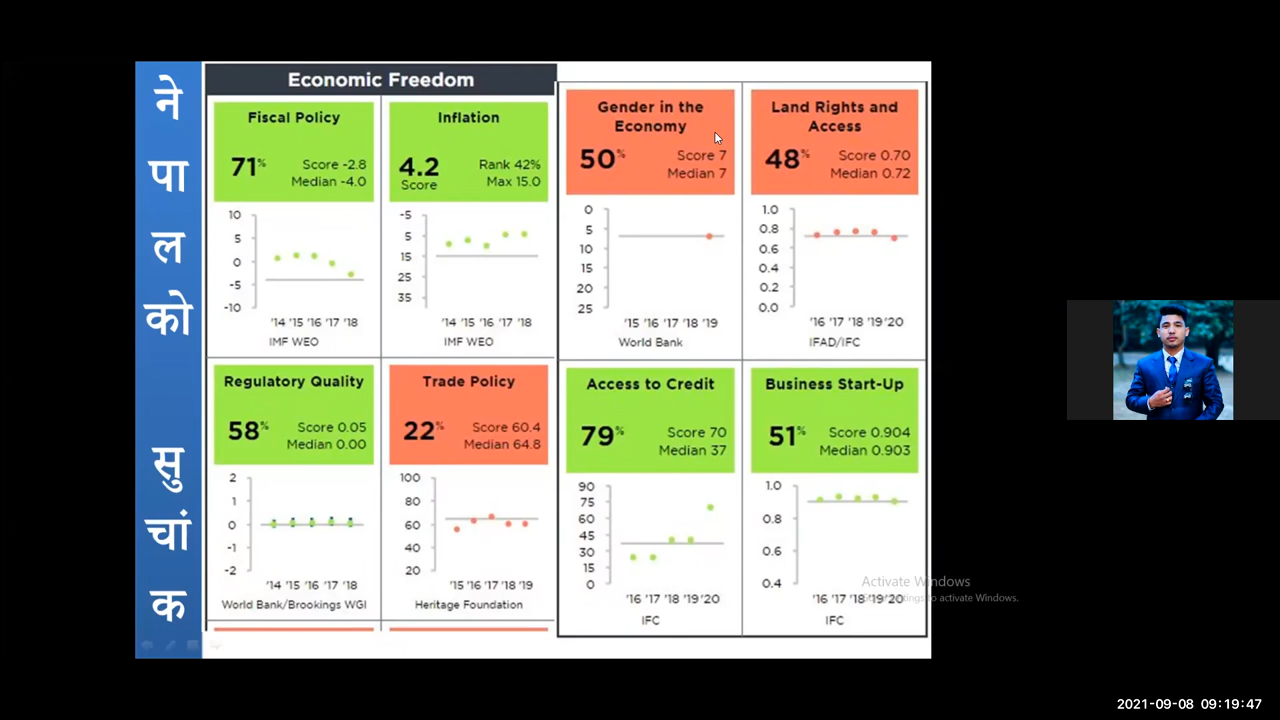 ने
पा
ल
को
सु
चां
क
Economic Freedom
Fiscal Policy
71%
Score -2.8
Median -4.0
10
5
0
-5
-10
'14 '15 '16 '17 '18
IMF WEO
Inflation
4.2
Score
Rank 42%
Max 15.0
-5
5
15
25
35
'14 '15 '16 '17 '18
IMF WEO
Gender in the
Economy
50%
Score 7
Median 7
0
5
10
15
20
25
'15 '16 '17 '18 '19
World Bank
Land Rights and
Access
48%
Score 0.70
Median 0.72
1.0
0.8
0.6
0.4
0.2
0.0
'16 '17 '18 '19 '20
IFAD/IFC
Regulatory Quality
58%
Score 0.05
Median 0.00
2
1
0
-1
-2
'14 '15 '16 '17 '18
World Bank/Brookings WGI
Trade Policy
22%
Score 60.4
Median 64.8
100
80
60
40
20
'15 '16 '17 '18 '19
Heritage Foundation
Access to Credit
79%
Score 70
Median 37
90
75
60
45
30
15
0
'16 '17 '18 '19 '20
IFC
Business Start-Up
51%
Score 0.904
Median 0.903
1.0
0.8
0.6
0.4
'16 '17 '18 '19 '20
IFC
Activate Windows
to activate Windows.
2021-09-08 09:19:47